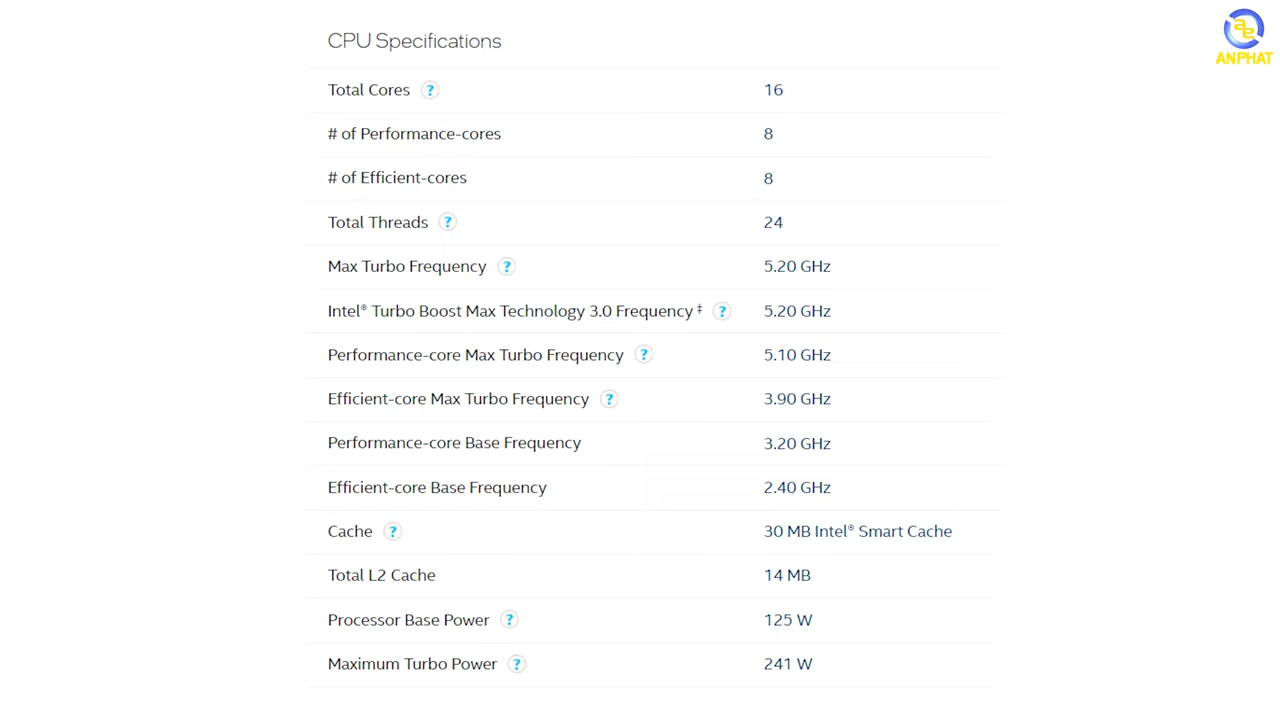 CPU Specifications
Total Cores ? 16
# of Performance-cores 8
# of Efficient-cores 8
Total Threads ? 24
Max Turbo Frequency ? 5.20 GHz
Intel® Turbo Boost Max Technology 3.0 Frequency ‡ ? 5.20 GHz
Performance-core Max Turbo Frequency ? 5.10 GHz
Efficient-core Max Turbo Frequency ? 3.90 GHz
Performance-core Base Frequency 3.20 GHz
Efficient-core Base Frequency 2.40 GHz
Cache ? 30 MB Intel® Smart Cache
Total L2 Cache 14 MB
Processor Base Power ? 125 W
Maximum Turbo Power ? 241 W
ANPHAT